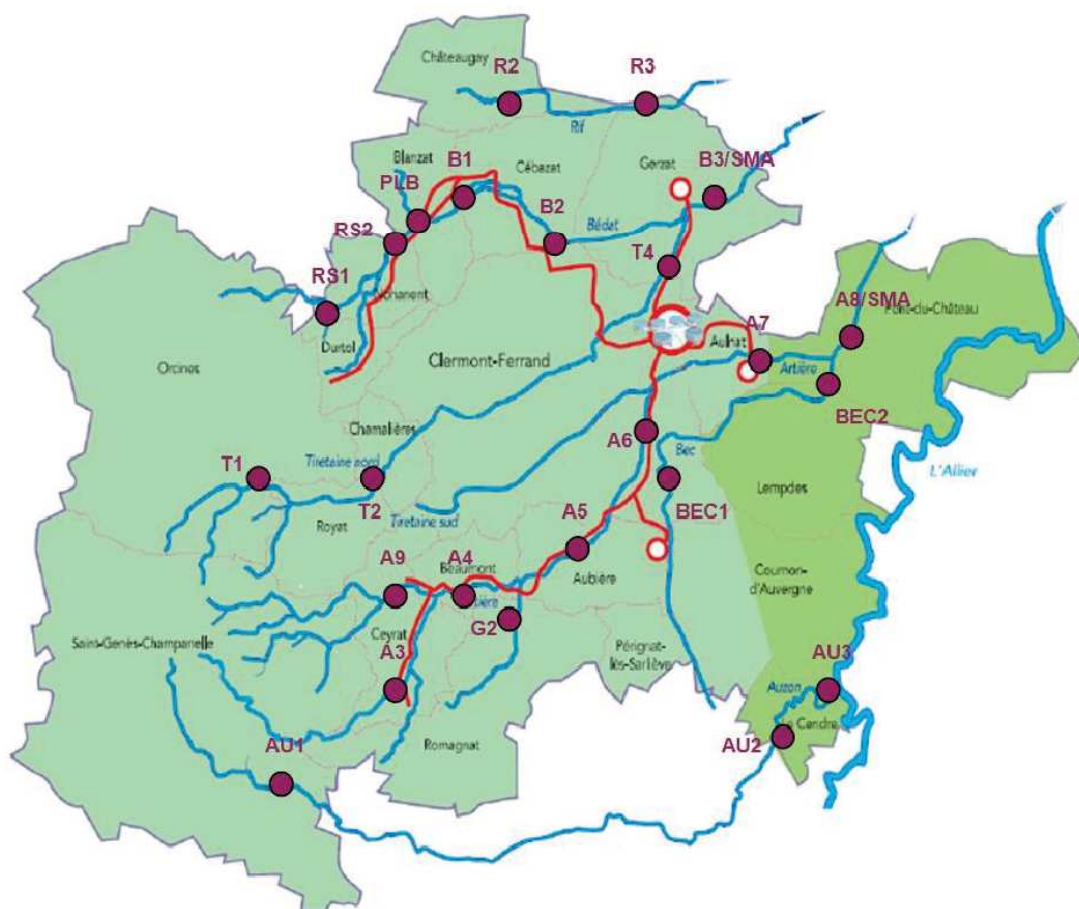 Châteaugay
R2
R3
Rif
Blanzat
B1
Cébazat
Gerzat
B3/SMA
PLB
B2
Bédat
RS2
T4
RS1
Nohanent
A8/SMA
Pont-du-Château
A7
Durtol
Aulnat
Orcines
Clermont-Ferrand
Artière
BEC2
Chamalières
A6
Bec
L'Allier
T1
Tiretaine nord
Lempdes
BEC1
T2
Royat
Tiretaine sud
A5
A9
A4
Beaumont
Aubière
Cournon-
d'Auvergne
Artière
G2
Saint-Genès-Champanelle
Ceyrat
Pérignat-
lès-Sarliève
A3
AU3
Auzon
Le Cendre
AU1
Romagnat
AU2